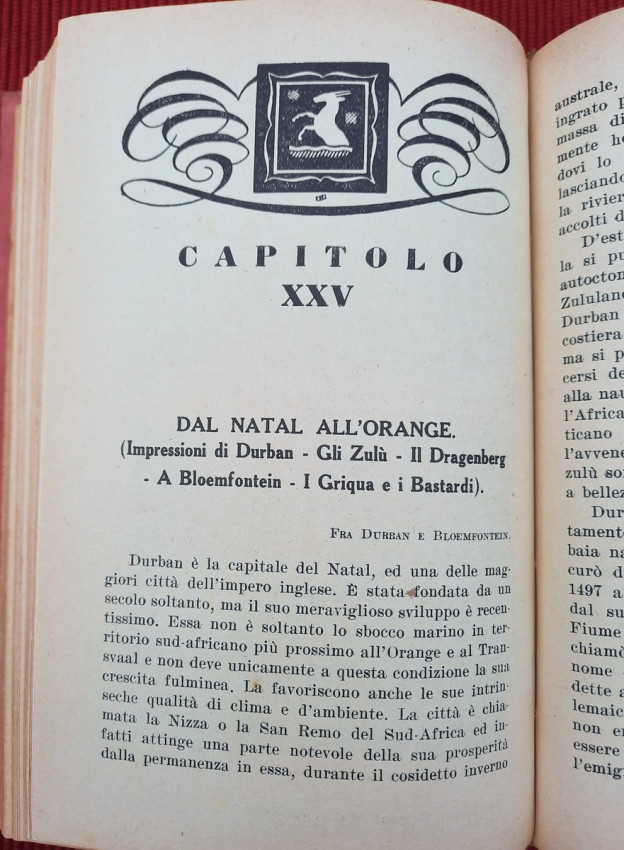 CAPITOLO
XXV
DAL NATAL ALL'ORANGE.
(Impressioni di Durban - Gli Zulù - Il Dragenberg
- A Bloemfontein - I Griqua e i Bastardi).
FRA DURBAN E BLOEMFONTEIN.
Durban è la capitale del Natal, ed una delle mag-
giori città dell'impero inglese. È stata fondata da un
secolo soltanto, ma il suo meraviglioso sviluppo è recen-
tissimo. Essa non è soltanto lo sbocco marino in ter-
ritorio sud-africano più prossimo all'Orange e al Tran-
svaal e non deve unicamente a questa condizione la sua
crescita fulminea. La favoriscono anche le sue intrin-
seche qualità di clima e d'ambiente. La città è chia-
mata la Nizza o la San Remo del Sud-Africa ed in-
fatti attinge una parte notevole della sua prosperità
dalla permanenza in essa, durante il cosidetto inverno
australe,
ingrato
massa di
mente
dovi lo
lasciando
la rivier
accolti d
D'est
la si pu
autocton
Zululand
Durban
costiera
ma si p
cersi de
alla nau
l'Africa
ticano
l'avvene
zulù so
a bellez
Dur
tamente
baia na
curò d
1497 a
dal su
Fiume
chiamò
nome
dette a
lemaic
non e
essere
l'emig